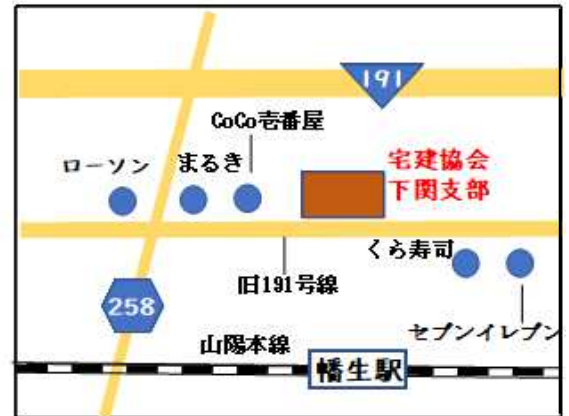 191
CoCo壱番屋
ローソン
まるき
宅建協会
下関支部
くら寿司
旧191号線
258
セブンイレブン
山陽本線
幡生駅